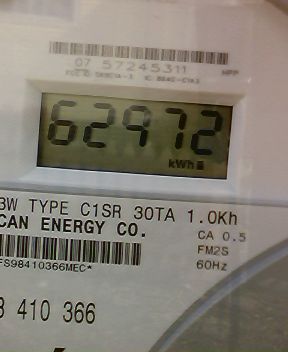 07 57245311
NPP
62972
kWh
3W TYPE C1SR 30TA 1.0Kh
CAN ENERGY CO.
CA 0.5
FM2S
60Hz
FS98410366MEC*
3 410 366